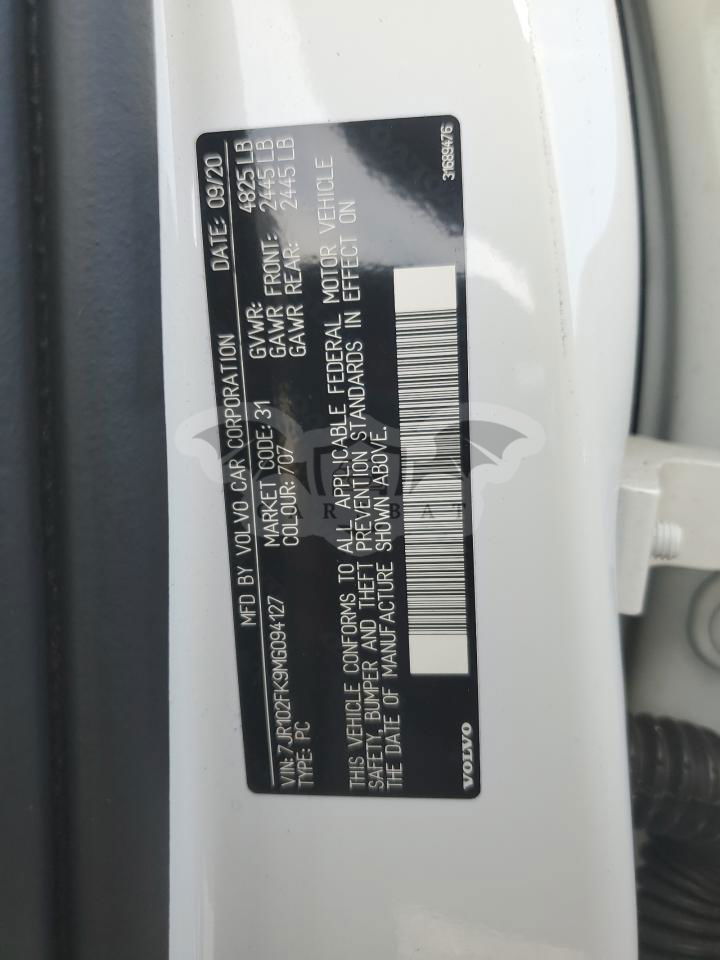 MFD BY VOLVO CAR CORPORATION DATE: 09/20
VIN:7JR102FK9MG094127 MARKET CODE: 31 GVWR: 4825 LB
TYPE: PC COLOUR: 707 GAWR FRONT: 2445 LB
GAWR REAR: 2445 LB
THIS VEHICLE CONFORMS TO ALL APPLICABLE FEDERAL MOTOR VEHICLE
SAFETY, BUMPER AND THEFT PREVENTION STANDARDS IN EFFECT ON
THE DATE OF MANUFACTURE SHOWN ABOVE.
VOLVO 31689476
CAR BAT